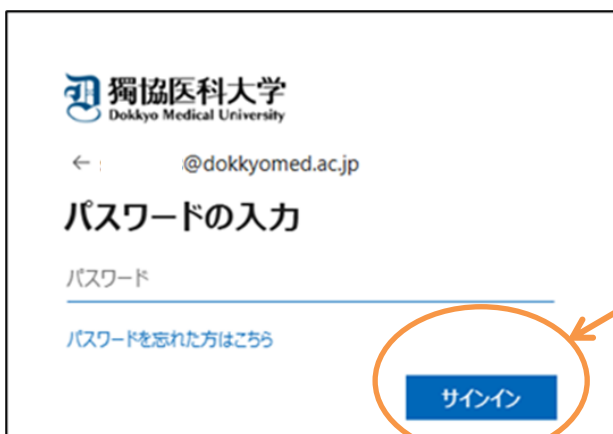 獨協医科大学
Dokkyo Medical University
← @dokkyomed.ac.jp
パスワードの入力
パスワード
パスワードを忘れた方はこちら
サインイン